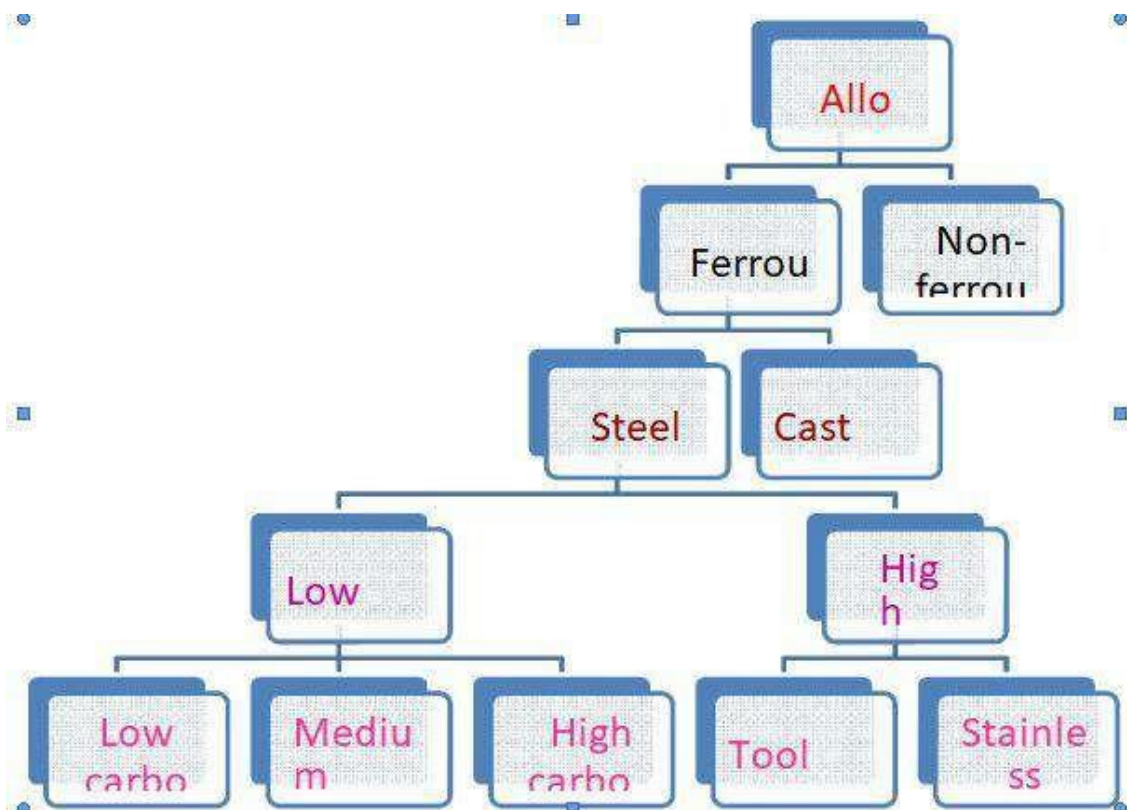 Allo
Ferrou
Non-
ferrou
Steel
Cast
Low
Hig
h
Low
carbo
Mediu
m
High
carbo
Tool
Stainle
ss